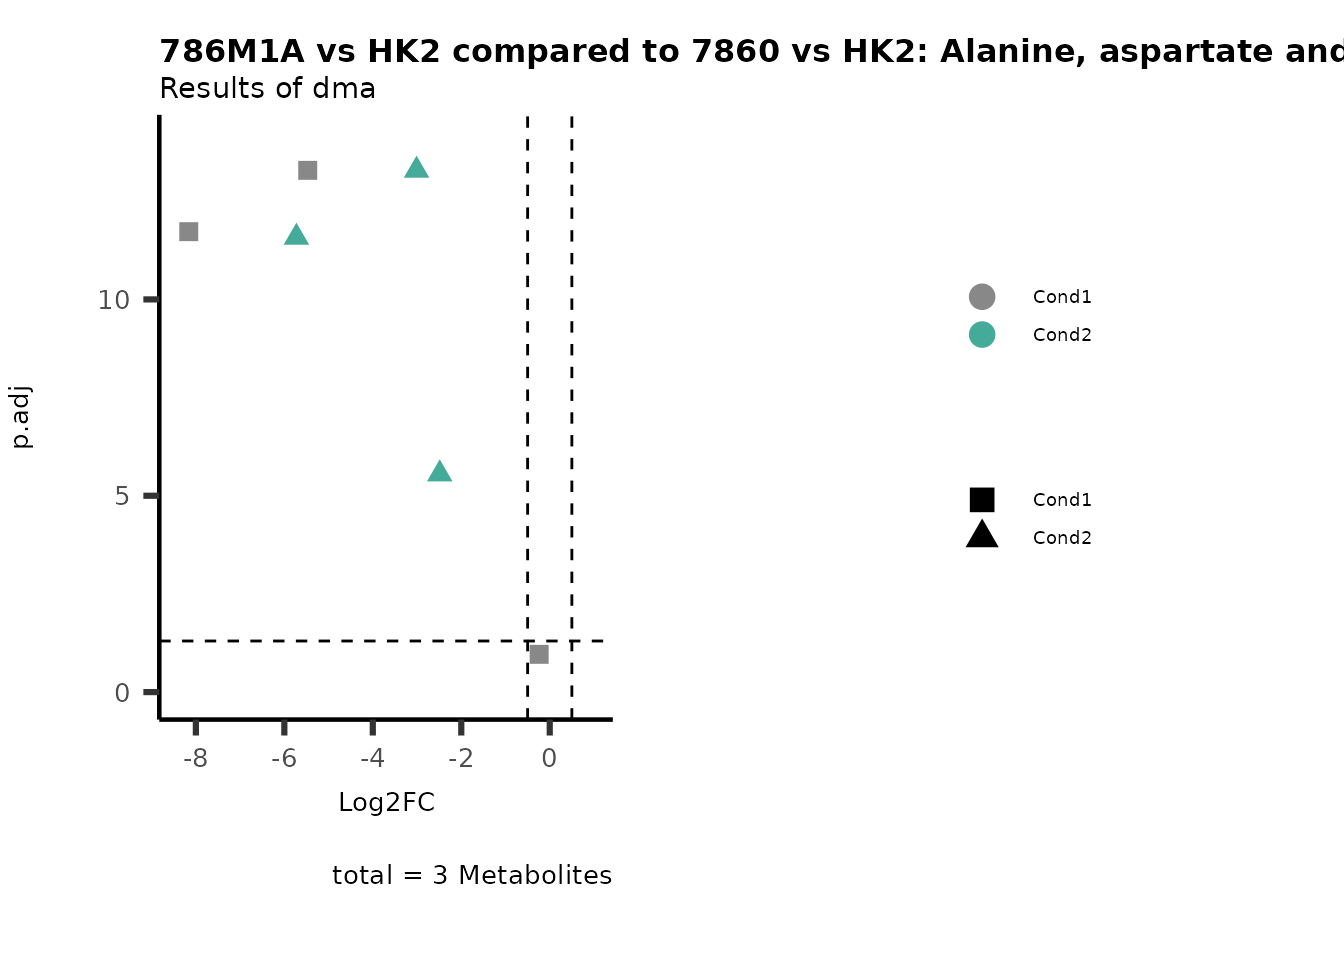 786M1A vs HK2 compared to 7860 vs HK2: Alanine, aspartate and
Results of dma
p.adj
10
5
0
-8
-6
-4
-2
0
Log2FC
total = 3 Metabolites
Cond1
Cond2
Cond1
Cond2